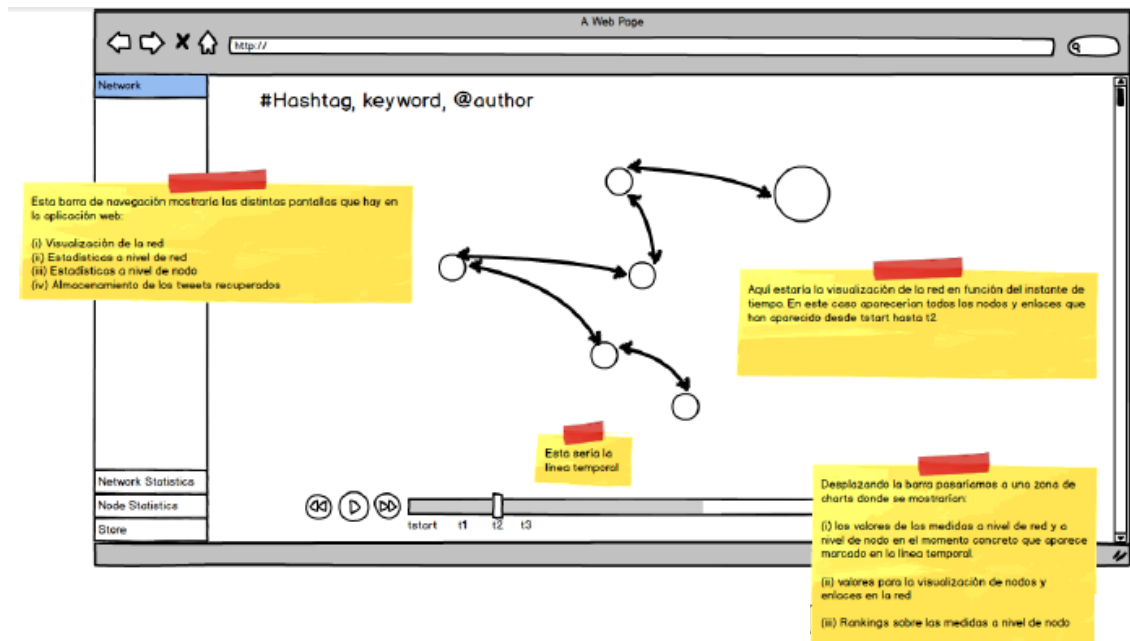 A Web Page
http://
Network
#Hashtag, keyword, @author
Esta barra de navegación mostraría las distintas pantallas que hay en
la aplicación web:
(i) Visualización de la red
(ii) Estadísticas a nivel de red
(iii) Estadísticas a nivel de nodo
(iv) Almacenamiento de los tweets recuperados
Aquí estaría la visualización de la red en función del instante de
tiempo. En este caso aparecerían todos los nodos y enlaces que
han aparecido desde tstart hasta t2
Esta sería la
línea temporal
Network Statistics
Node Statistics
Store
tstart t1 t2 t3
Desplazando la barra pasaríamos a una zona de
charts donde se mostrarían:
(i) los valores de las medidas a nivel de red y a
nivel de nodo en el momento concreto que aparece
marcado en la línea temporal.
(ii) valores para la visualización de nodos y
enlaces en la red
(iii) Rankings sobre las medidas a nivel de nodo